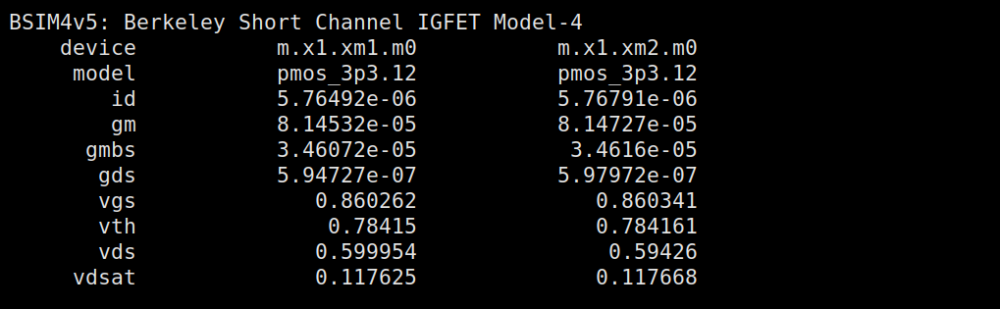 BSIM4v5: Berkeley Short Channel IGFET Model-4
device m.x1.xm1.m0 m.x1.xm2.m0
model pmos_3p3.12 pmos_3p3.12
id 5.76492e-06 5.76791e-06
gm 8.14532e-05 8.14727e-05
gmbs 3.46072e-05 3.4616e-05
gds 5.94727e-07 5.97972e-07
vgs 0.860262 0.860341
vth 0.78415 0.784161
vds 0.599954 0.59426
vdsat 0.117625 0.117668